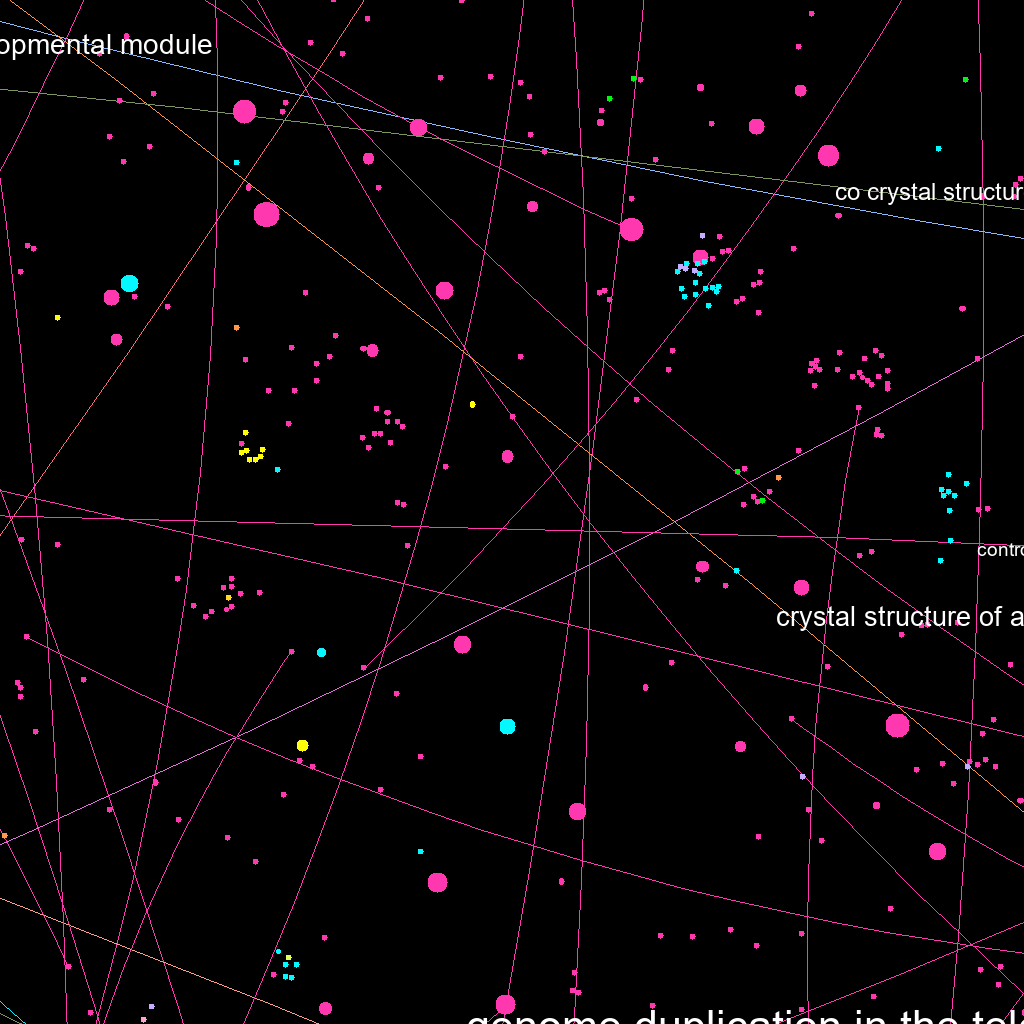 opmental module
co crystal structur
contro
crystal structure of a
genome duplication in the tel